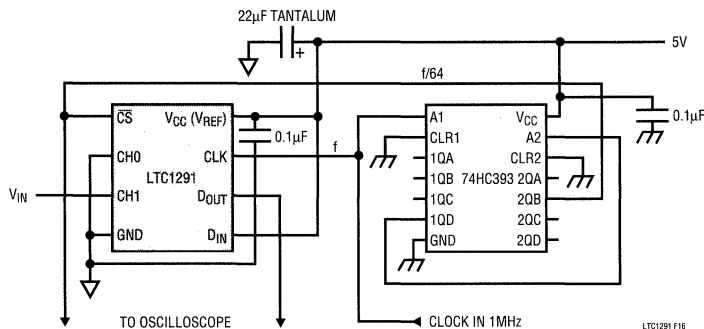 22µF TANTALUM
+
5V
f/64
C̅S̅
VCC (VREF)
0.1µF
CH0
CLK
f
LTC1291
VIN
CH1
DOUT
GND
DIN
A1
VCC
0.1µF
CLR1
A2
1QA
CLR2
1QB
74HC393
2QA
1QC
2QB
1QD
2QC
GND
2QD
TO OSCILLOSCOPE
CLOCK IN 1MHz
LTC1291 F16